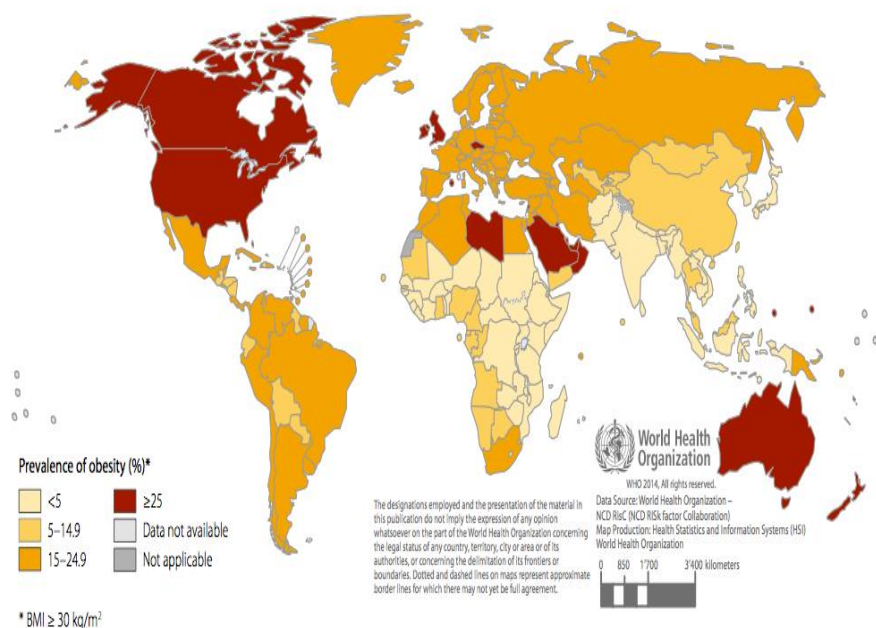 World Health
Organization
WHO 2014, All rights reserved.
Data Source: World Health Organization –
NCD RisC (NCD RISk factor Collaboration)
Map Production: Health Statistics and Information Systems (HSI)
World Health Organization
0 850 1'700 3'400 kilometers
The designations employed and the presentation of the material in
this publication do not imply the expression of any opinion
whatsoever on the part of the World Health Organization concerning
the legal status of any country, territory, city or area or of its
authorities, or concerning the delimitation of its frontiers or
boundaries. Dotted and dashed lines on maps represent approximate
border lines for which there may not yet be full agreement.
Prevalence of obesity (%)*
<5
5–14.9
15–24.9
≥25
Data not available
Not applicable
* BMI ≥ 30 kg/m²